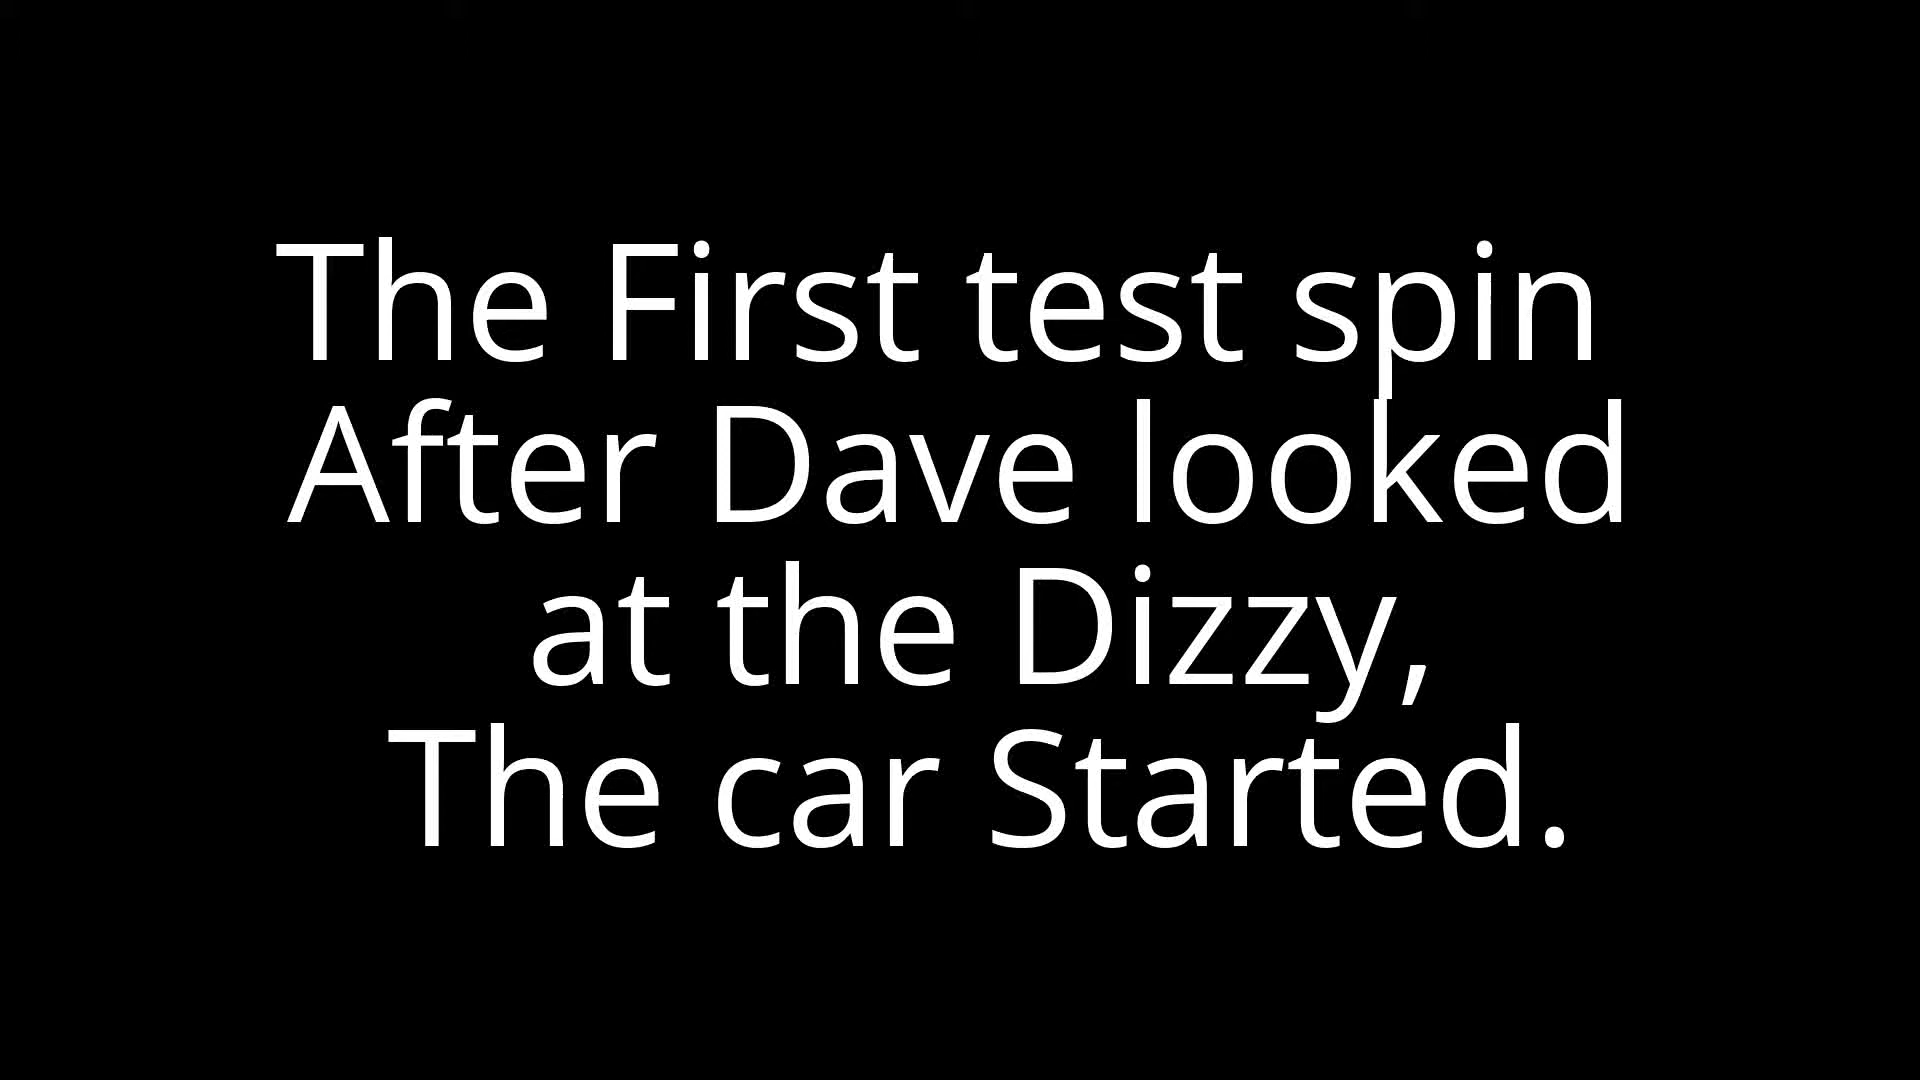 The First test spin
After Dave looked
at the Dizzy,
The car Started.